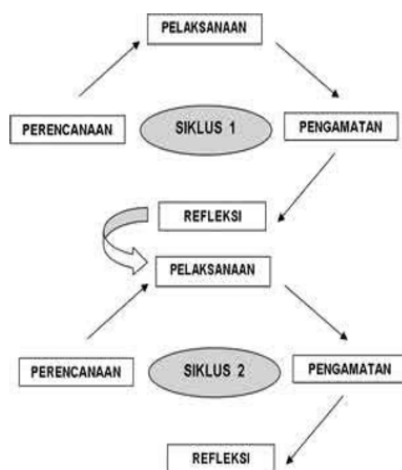 PELAKSANAAN
PERENCANAAN
SIKLUS 1
PENGAMATAN
REFLEKSI
PELAKSANAAN
PERENCANAAN
SIKLUS 2
PENGAMATAN
REFLEKSI